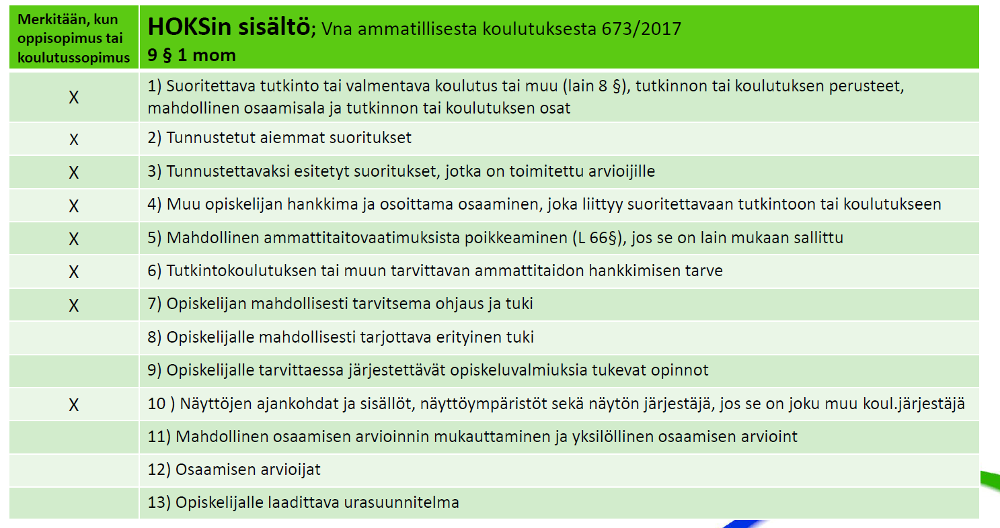 Merkitään, kun
oppisopimus tai
koulutussopimus
HOKSin sisältö; Vna ammatillisesta koulutuksesta 673/2017
9 § 1 mom
X
1) Suoritettava tutkinto tai valmentava koulutus tai muu (lain 8 §), tutkinnon tai koulutuksen perusteet,
mahdollinen osaamisala ja tutkinnon tai koulutuksen osat
X 2) Tunnustetut aiemmat suoritukset
X 3) Tunnustettavaksi esitetyt suoritukset, jotka on toimitettu arvioijille
X 4) Muu opiskelijan hankkima ja osoittama osaaminen, joka liittyy suoritettavaan tutkintoon tai koulutukseen
X 5) Mahdollinen ammattitaitovaatimuksista poikkeaminen (L 66§), jos se on lain mukaan sallittu
X 6) Tutkintokoulutuksen tai muun tarvittavan ammattitaidon hankkimisen tarve
X 7) Opiskelijan mahdollisesti tarvitsema ohjaus ja tuki
8) Opiskelijalle mahdollisesti tarjottava erityinen tuki
9) Opiskelijalle tarvittaessa järjestettävät opiskeluvalmiuksia tukevat opinnot
X 10 ) Näyttöjen ajankohdat ja sisällöt, näyttöympäristöt sekä näytön järjestäjä, jos se on joku muu koul.järjestäjä
11) Mahdollinen osaamisen arvioinnin mukauttaminen ja yksilöllinen osaamisen arvioint
12) Osaamisen arvioijat
13) Opiskelijalle laadittava urasuunnitelma